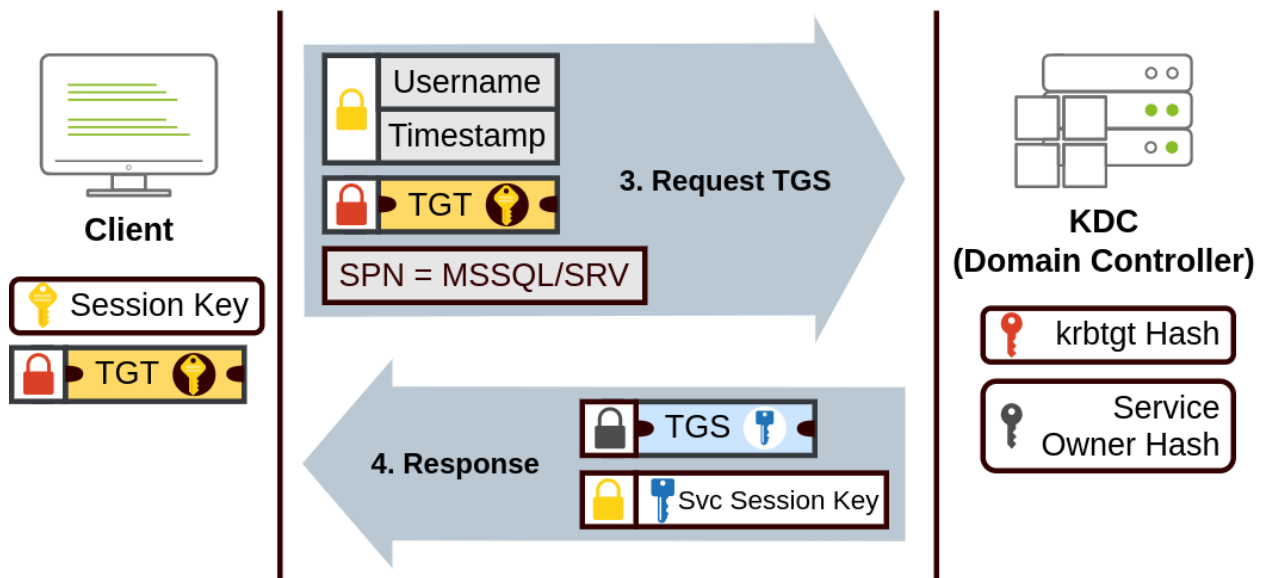 Username
Timestamp
TGT
SPN = MSSQL/SRV
3. Request TGS
Client
Session Key
TGT
KDC
(Domain Controller)
krbtgt Hash
Service
Owner Hash
4. Response
TGS
Svc Session Key